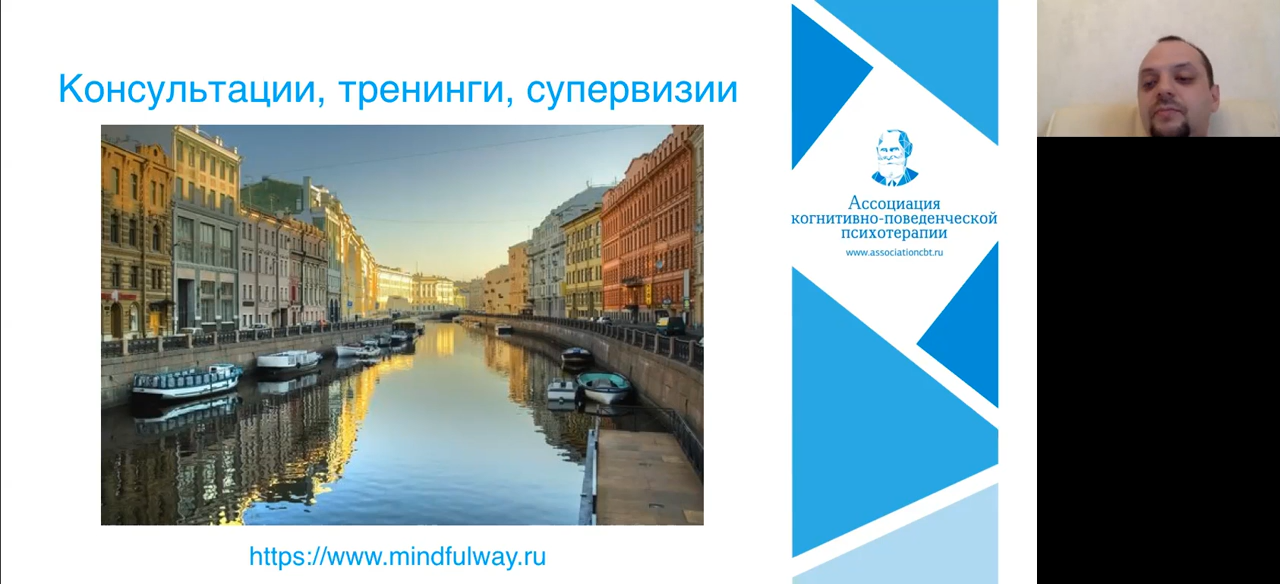 Консультации, тренинги, супервизии
https://www.mindfulway.ru
Ассоциация
когнитивно-поведенческой
психотерапии
www.associationcbt.ru